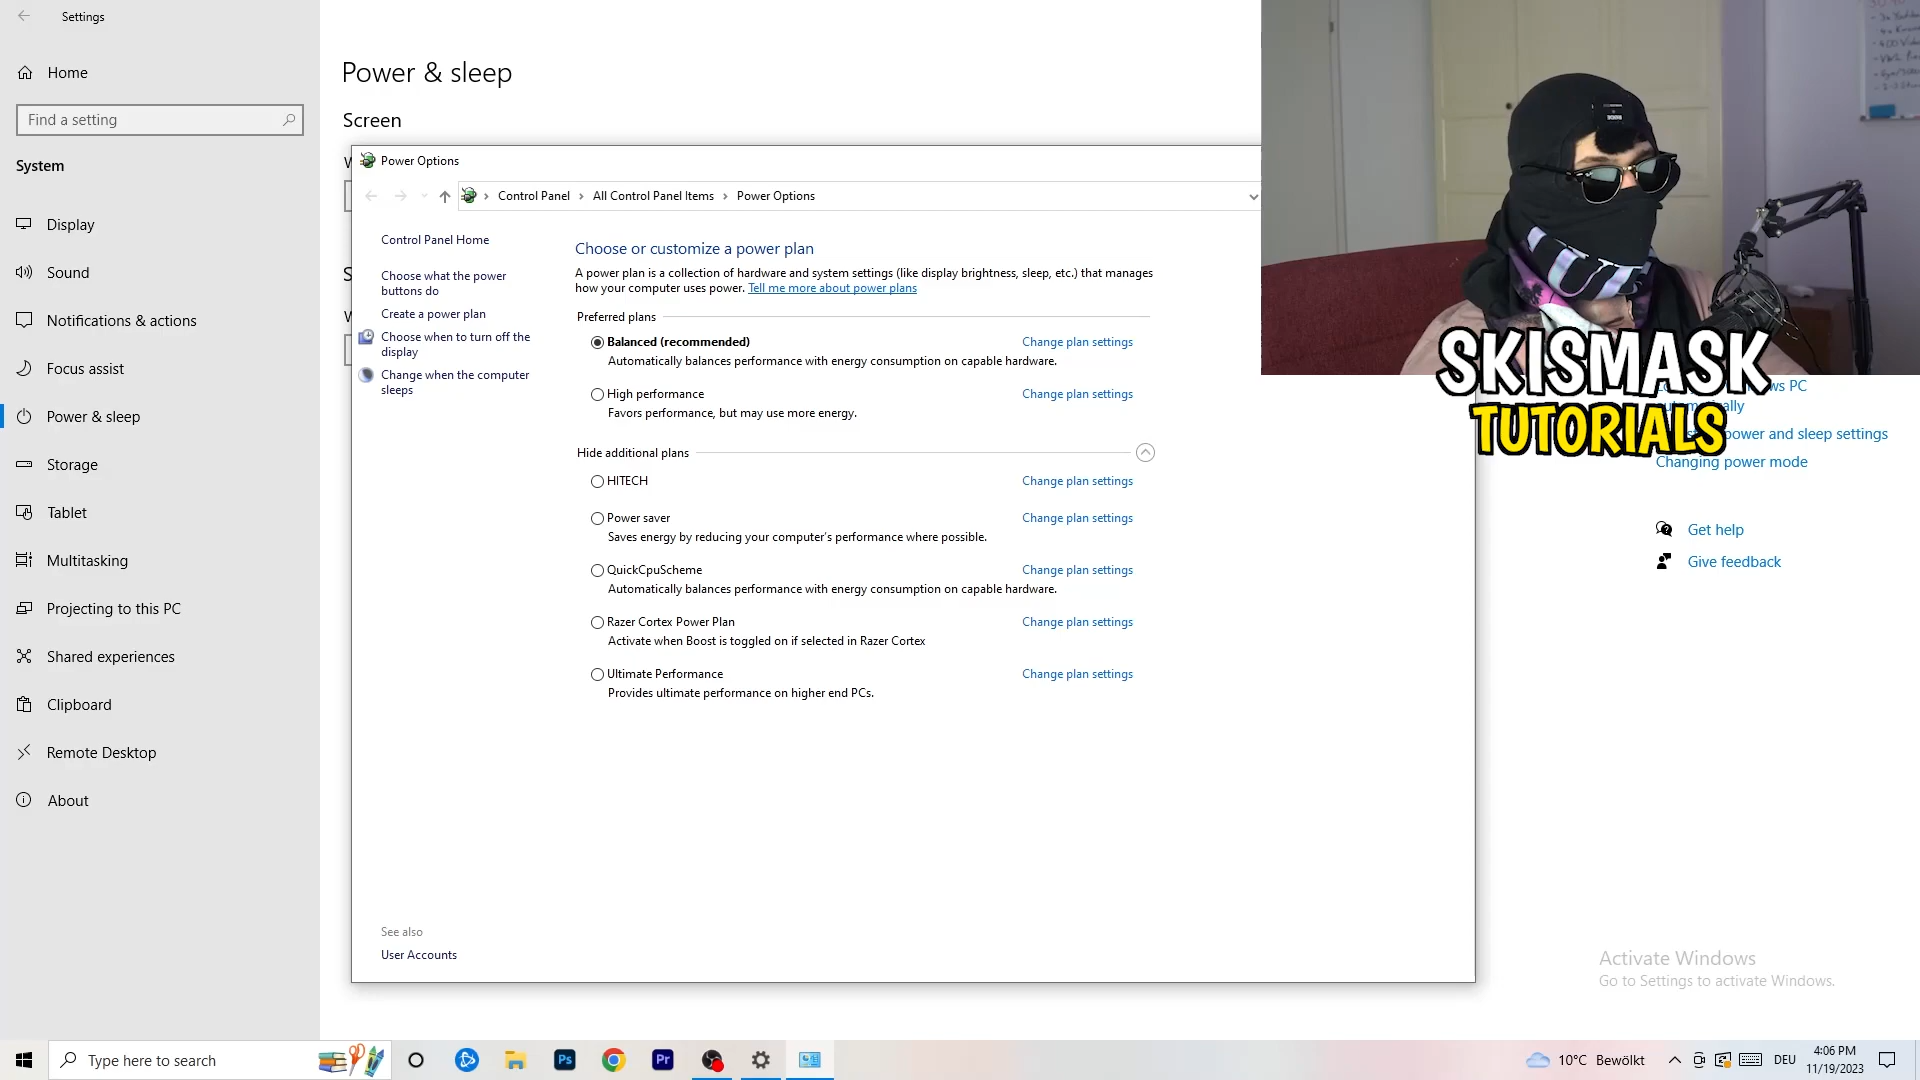 Settings
Home
Find a setting
System
Display
Sound
Notifications & actions
Focus assist
Power & sleep
Storage
Tablet
Multitasking
Projecting to this PC
Shared experiences
Clipboard
Remote Desktop
About
Power & sleep
Screen
Power Options
Control Panel › All Control Panel Items › Power Options
Control Panel Home
Choose what the power
buttons do
Create a power plan
Choose when to turn off the
display
Change when the computer
sleeps
See also
User Accounts
Choose or customize a power plan
A power plan is a collection of hardware and system settings (like display brightness, sleep, etc.) that manages
how your computer uses power. Tell me more about power plans
Preferred plans
Balanced (recommended) Change plan settings
Automatically balances performance with energy consumption on capable hardware.
High performance Change plan settings
Favors performance, but may use more energy.
Hide additional plans
HITECH Change plan settings
Power saver Change plan settings
Saves energy by reducing your computer's performance where possible.
QuickCpuScheme Change plan settings
Automatically balances performance with energy consumption on capable hardware.
Razer Cortex Power Plan Change plan settings
Activate when Boost is toggled on if selected in Razer Cortex
Ultimate Performance Change plan settings
Provides ultimate performance on higher end PCs.
SKISMASK
TUTORIALS
PC
power and sleep settings
Changing power mode
Get help
Give feedback
Activate Windows
Go to Settings to activate Windows.
Type here to search
Ps
Pr
10°C Bewölkt
DEU
4:06 PM
11/19/2023